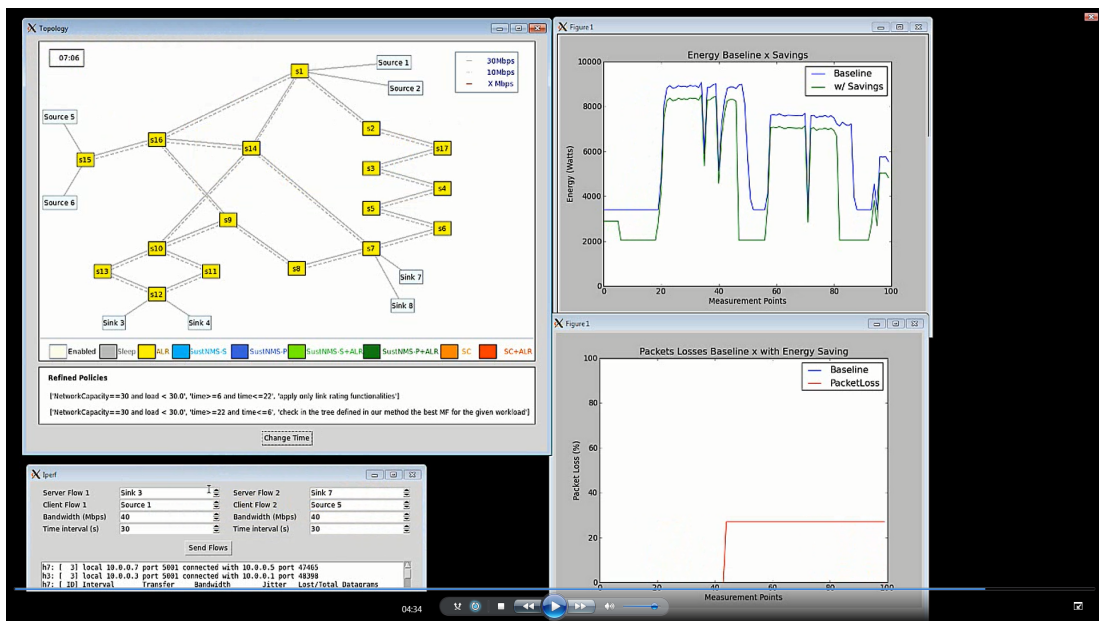 Topology
07:06
30Mbps
10Mbps
X Mbps
Source 1
Source 2
Source 5
Source 6
s1
s2
s17
s3
s4
s5
s6
s7
s8
s9
s10
s11
s12
s13
s14
s15
s16
Sink 7
Sink 8
Sink 3
Sink 4
Enabled Sleep ALR SustNMS-S SustNMS-P SustNMS-S+ALR SustNMS-P+ALR SC SC+ALR
Refined Policies
['NetworkCapacity==30 and load < 30.0', 'time>=6 and time<=22', 'apply only link rating functionalities']
['NetworkCapacity==30 and load < 30.0', 'time>=22 and time<=6', 'check in the tree defined in our method the best MF for the given workload']
Change Time
Iperf
Server Flow 1 Sink 3 Server Flow 2 Sink 7
Client Flow 1 Source 1 Client Flow 2 Source 5
Bandwidth (Mbps) 40 Bandwidth (Mbps) 40
Time interval (s) 30 Time interval (s) 30
Send Flows
h7: [ 3] local 10.0.0.7 port 5001 connected with 10.0.0.5 port 47465
h3: [ 3] local 10.0.0.3 port 5001 connected with 10.0.0.1 port 48398
h7: [ ID] Interval Transfer Bandwidth Jitter Lost/Total Datagrams
Figure 1
Energy Baseline x Savings
Baseline
w/ Savings
Energy (Watts)
10000
8000
6000
4000
2000
0
0 20 40 60 80 100
Measurement Points
Figure 1
Packets Losses Baseline x with Energy Saving
Baseline
PacketLoss
Packet Loss (%)
100
80
60
40
20
0
0 20 40 60 80 100
Measurement Points
04:34